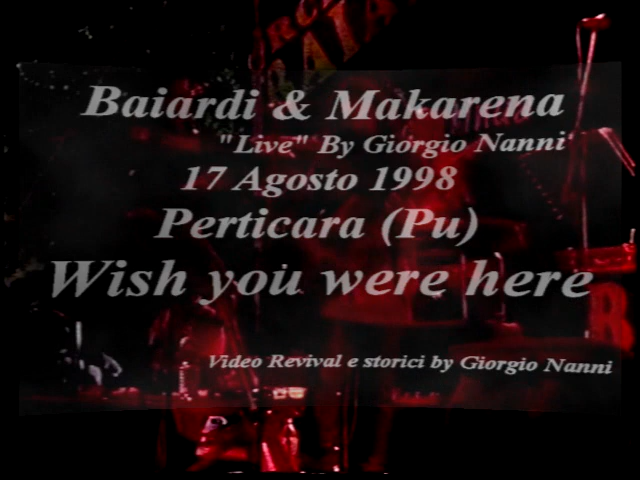 Baiardi & Makarena
"Live" By Giorgio Nanni
17 Agosto 1998
Perticara (Pu)
Wish you were here
Video Revival e storici by Giorgio Nanni